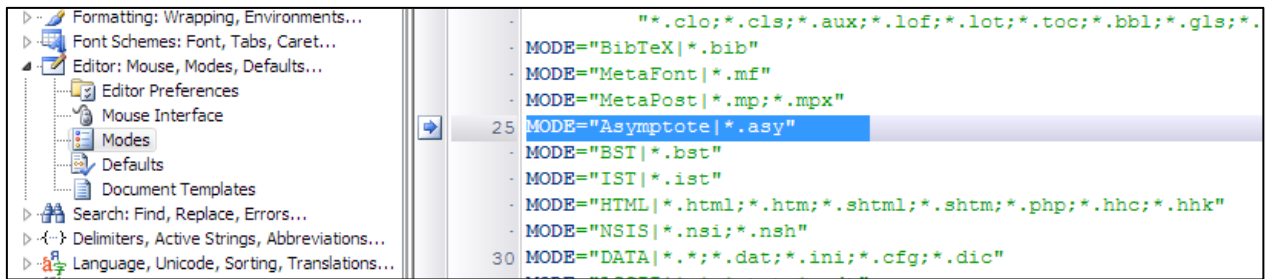 Formatting: Wrapping, Environments...
Font Schemes: Font, Tabs, Caret...
Editor: Mouse, Modes, Defaults...
Editor Preferences
Mouse Interface
Modes
Defaults
Document Templates
Search: Find, Replace, Errors...
Delimiters, Active Strings, Abbreviations...
Language, Unicode, Sorting, Translations...
"*.clo;*.cls;*.aux;*.lof;*.lot;*.toc;*.bbl;*.gls;*.
MODE="BibTeX|*.bib"
MODE="MetaFont|*.mf"
MODE="MetaPost|*.mp;*.mpx"
25 MODE="Asymptote|*.asy"
MODE="BST|*.bst"
MODE="IST|*.ist"
MODE="HTML|*.html;*.htm;*.shtml;*.shtm;*.php;*.hhc;*.hhk"
MODE="NSIS|*.nsi;*.nsh"
30 MODE="DATA|*.*;*.dat;*.ini;*.cfg;*.dic"